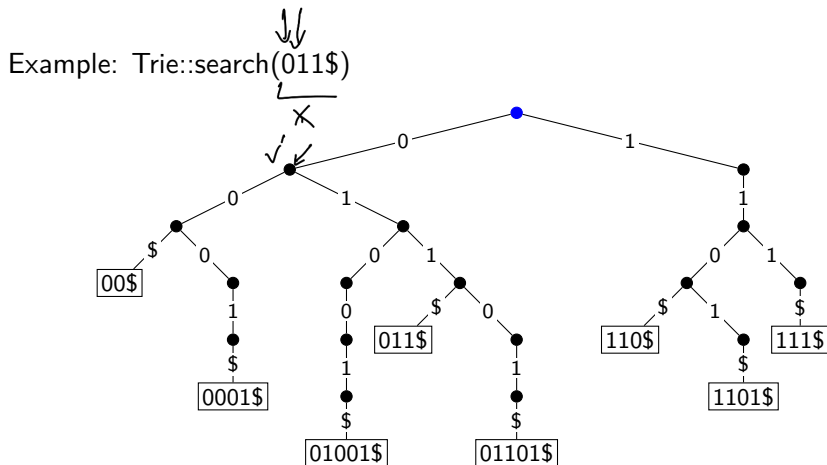 Example: Trie::search(011$)
x
0 1
0 1 1
$ 0 0 1 0 1
00$ 1 0 $ 0 $ 1 $
011$ 110$ 111$
$ 1 1 $
0001$ 1101$
$ $
01001$ 01101$